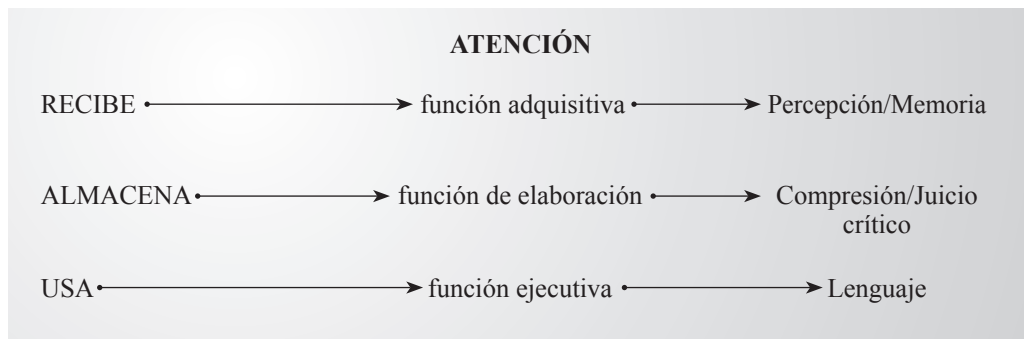 ATENCIÓN
RECIBE función adquisitiva Percepción/Memoria
ALMACENA función de elaboración Compresión/Juicio
crítico
USA función ejecutiva Lenguaje